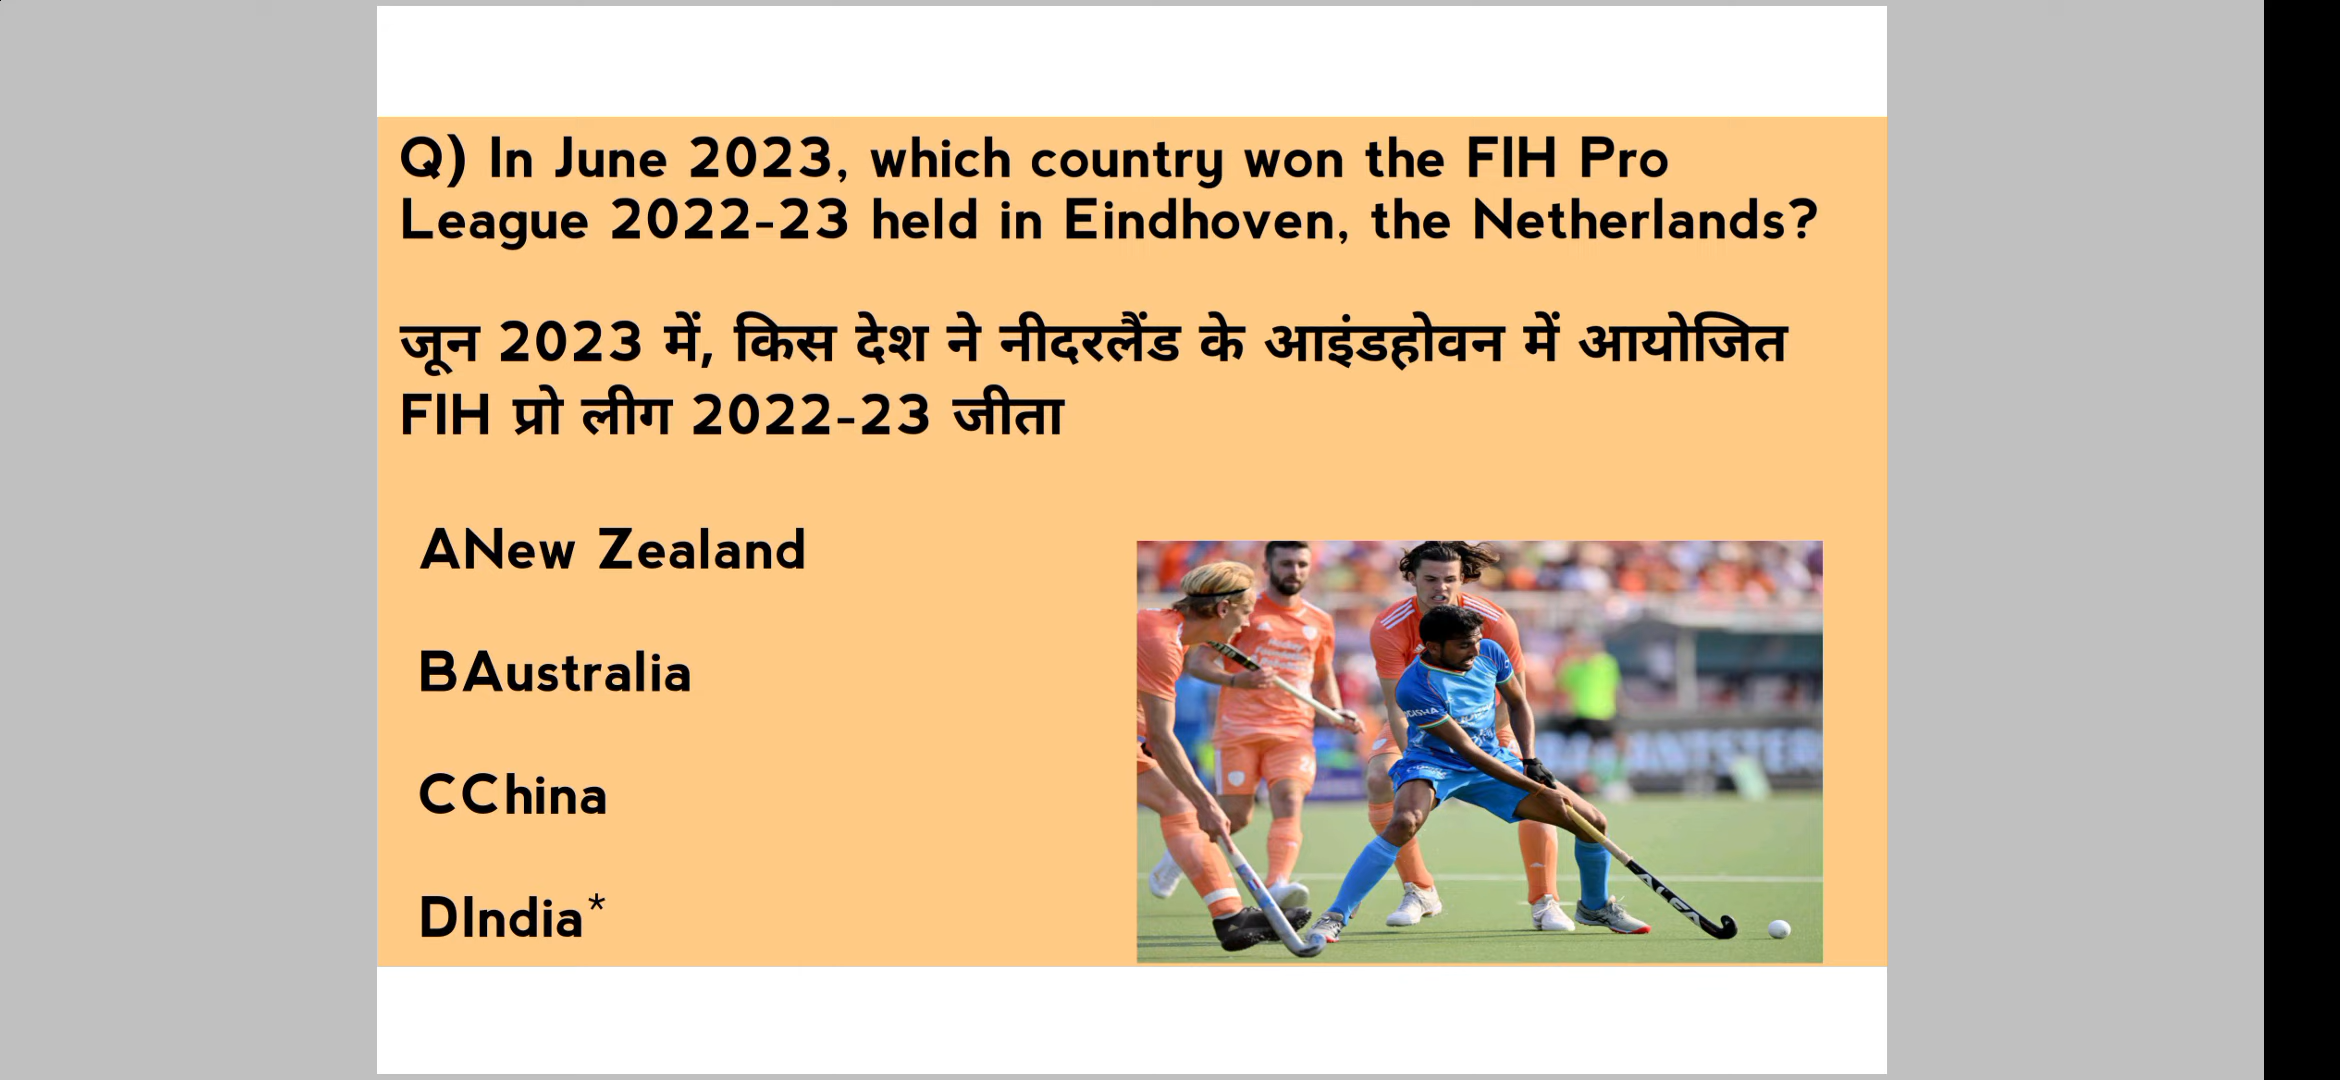 Q) In June 2023, which country won the FIH Pro
League 2022-23 held in Eindhoven, the Netherlands?
जून 2023 में, किस देश ने नीदरलैंड के आइंडहोवन में आयोजित
FIH प्रो लीग 2022-23 जीता
ANew Zealand
BAustralia
CChina
DIndia*
ODISHA